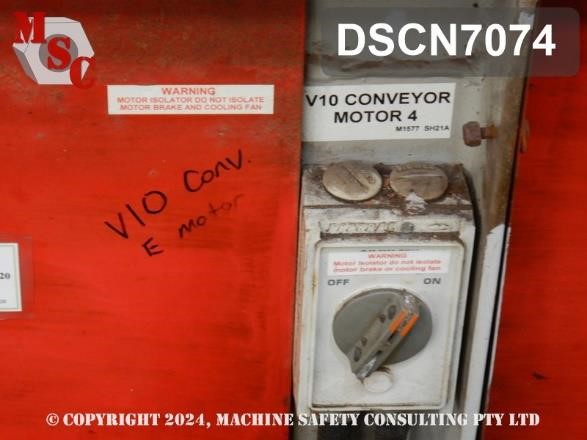 MSC
DSCN7074
WARNING
MOTOR ISOLATOR DO NOT ISOLATE
MOTOR BRAKE AND COOLING FAN
V10 CONVEYOR
MOTOR 4
M1577 SH21A
V10 Conv.
E motor
20
WARNING
Motor isolator do not isolate
motor brake or cooling fan
OFF ON
© COPYRIGHT 2024, MACHINE SAFETY CONSULTING PTY LTD